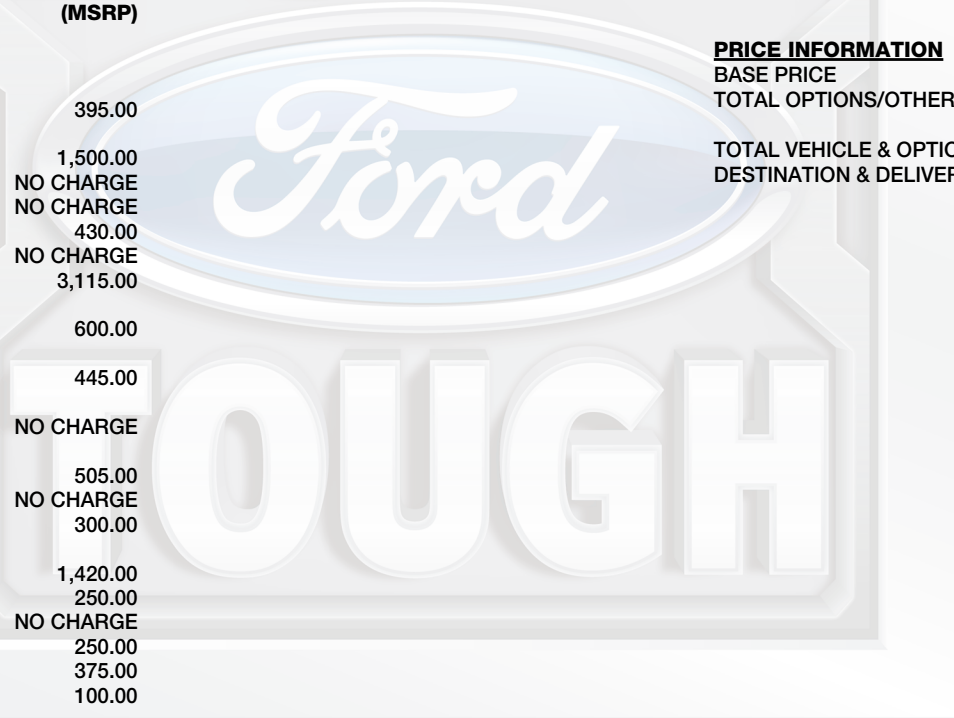 (MSRP)
395.00
1,500.00
NO CHARGE
NO CHARGE
430.00
NO CHARGE
3,115.00
600.00
445.00
NO CHARGE
505.00
NO CHARGE
300.00
1,420.00
250.00
NO CHARGE
250.00
375.00
100.00
PRICE INFORMATION
BASE PRICE
TOTAL OPTIONS/OTHER
TOTAL VEHICLE & OPTIO
DESTINATION & DELIVER
Ford
TOUGH